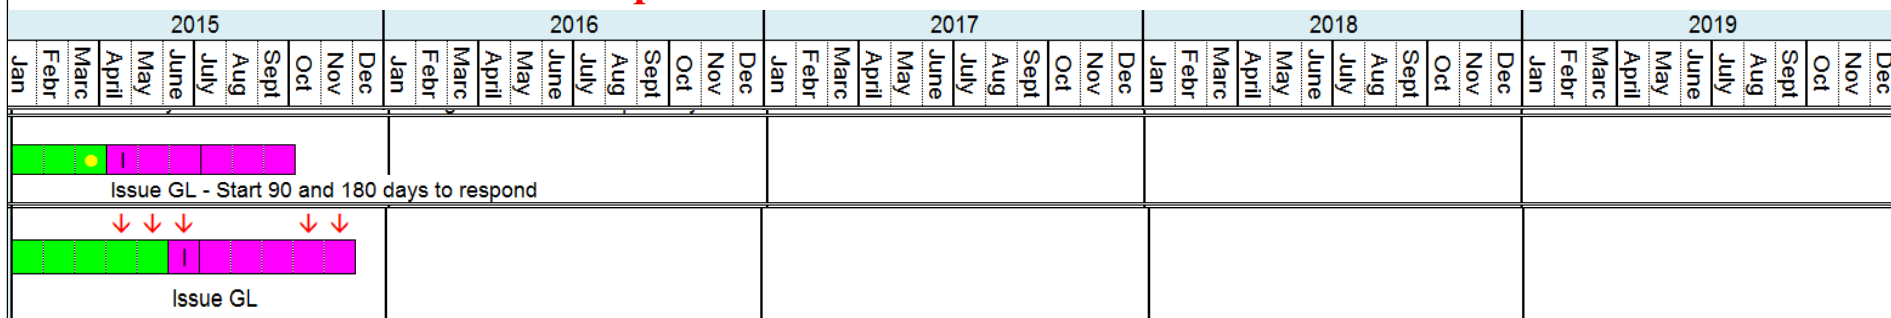 2015 2016 2017 2018 2019
Jan Febr Marc April May June July Aug Sept Oct Nov Dec Jan Febr Marc April May June July Aug Sept Oct Nov Dec Jan Febr Marc April May June July Aug Sept Oct Nov Dec Jan Febr Marc April May June July Aug Sept Oct Nov Dec Jan Febr Marc April May June July Aug Sept Oct Nov Dec
I
Issue GL - Start 90 and 180 days to respond
I
Issue GL